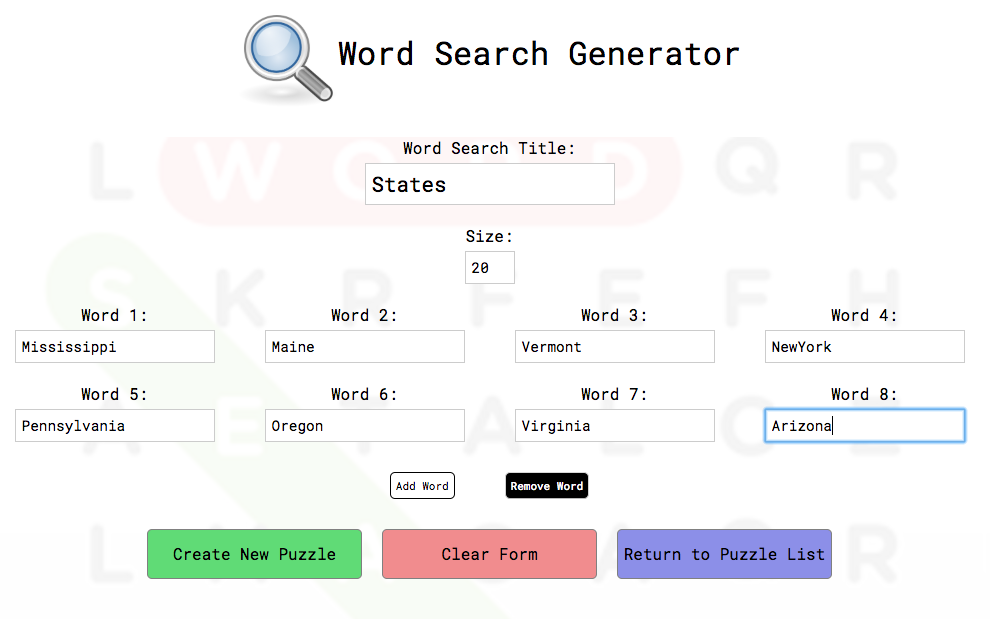 Word Search Generator
L W O R D Q R
Word Search Title:
States
Size:
20
S K P F E F H
Word 1: Word 2: Word 3: Word 4:
Mississippi Maine Vermont NewYork
Word 5: Word 6: Word 7: Word 8:
Pennsylvania Oregon Virginia Arizona
Add Word Remove Word
Create New Puzzle Clear Form Return to Puzzle List